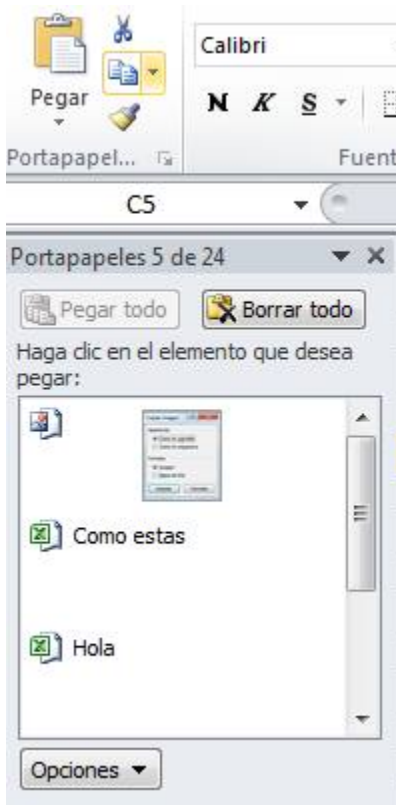 Calibri
Pegar
N K S
Portapapel...
Fuent
C5
Portapapeles 5 de 24
Pegar todo
Borrar todo
Haga clic en el elemento que desea
pegar:
Como estas
Hola
Opciones